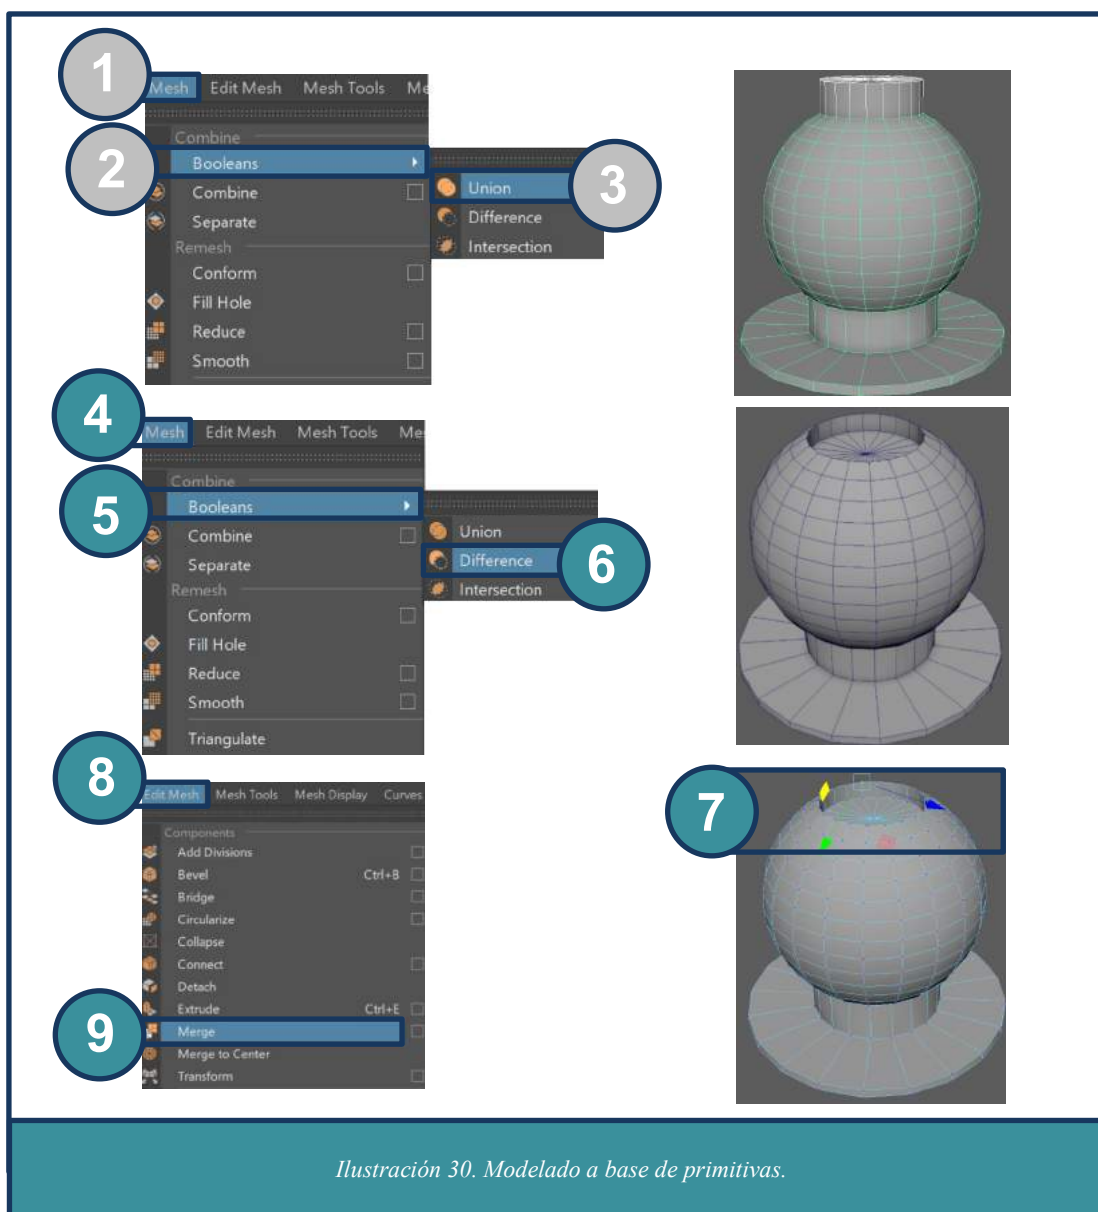 1
Mesh Edit Mesh Mesh Tools Me
Combine
2
Booleans
3
Union
Combine
Difference
Separate
Intersection
Remesh
Conform
Fill Hole
Reduce
Smooth
4
Mesh Edit Mesh Mesh Tools Me
Combine
5
Booleans
Union
Combine
6
Difference
Separate
Intersection
Remesh
Conform
Fill Hole
Reduce
Smooth
Triangulate
8
7
Edit Mesh Mesh Tools Mesh Display Curves
Components
Add Divisions
Bevel Ctrl+B
Bridge
Circularize
Collapse
Connect
Detach
Extrude Ctrl+E
9
Merge
Merge to Center
Transform
Ilustración 30. Modelado a base de primitivas.